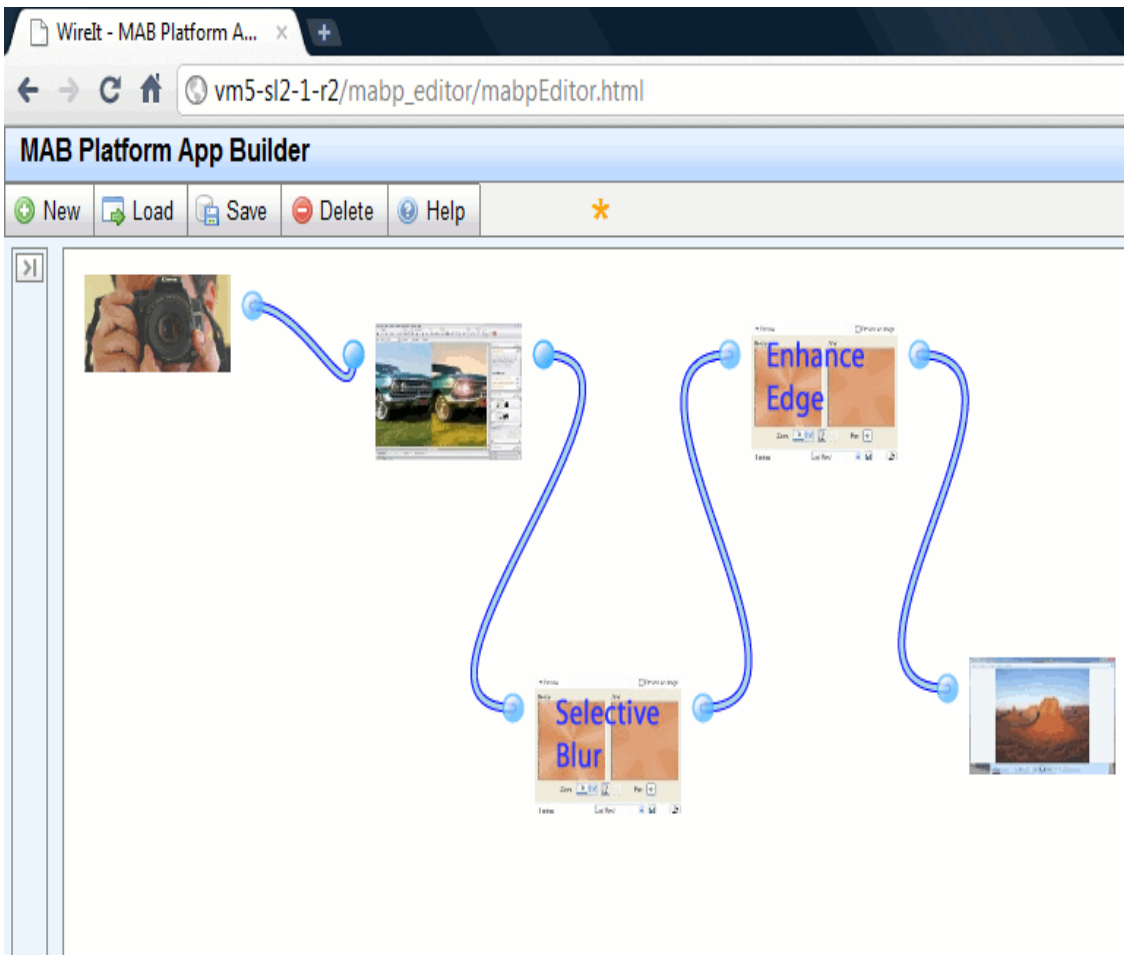 WireIt - MAB Platform A...
vm5-sl2-1-r2/mabp_editor/mabpEditor.html
MAB Platform App Builder
New Load Save Delete Help *
Enhance
Edge
Selective
Blur